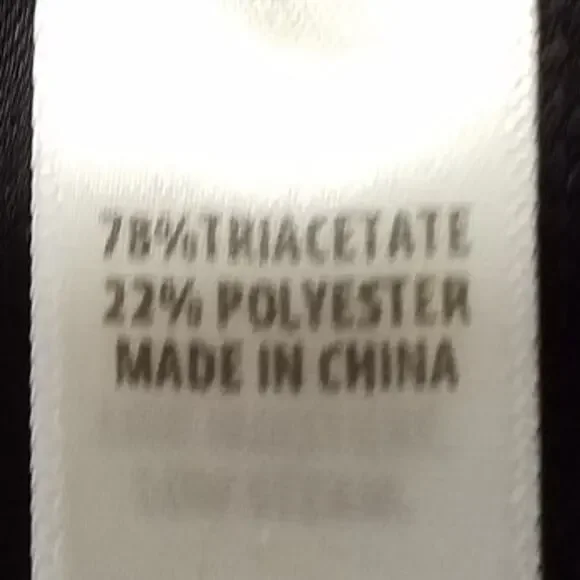 78%TRIACETATE
22% POLYESTER
MADE IN CHINA